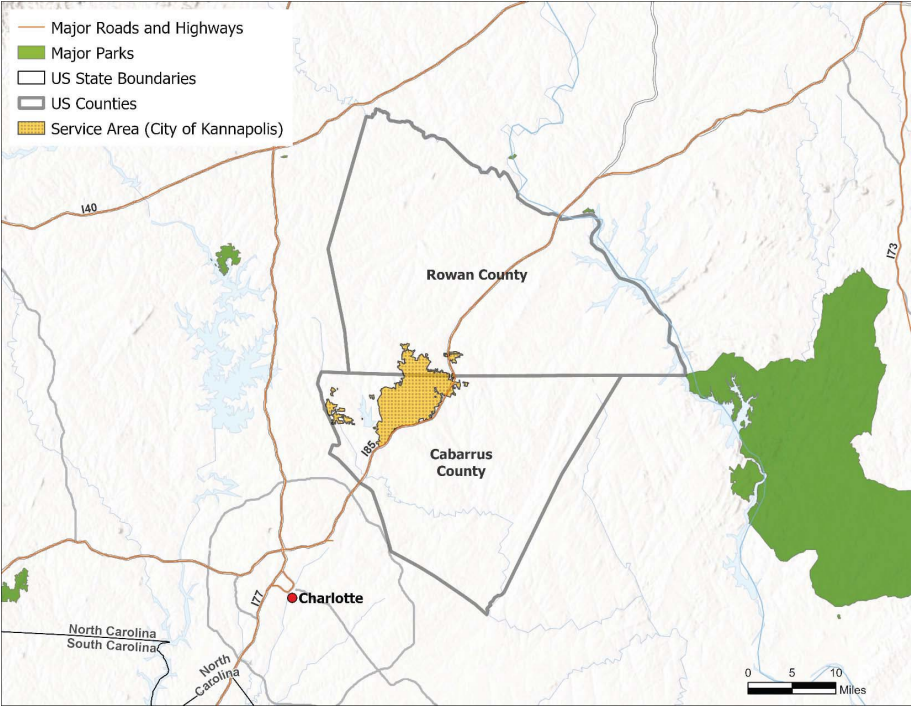 Major Roads and Highways
Major Parks
US State Boundaries
US Counties
Service Area (City of Kannapolis)
I40
I73
Rowan County
I85
Cabarrus
County
I77
Charlotte
North Carolina
South Carolina
North
Carolina
0 5 10
Miles